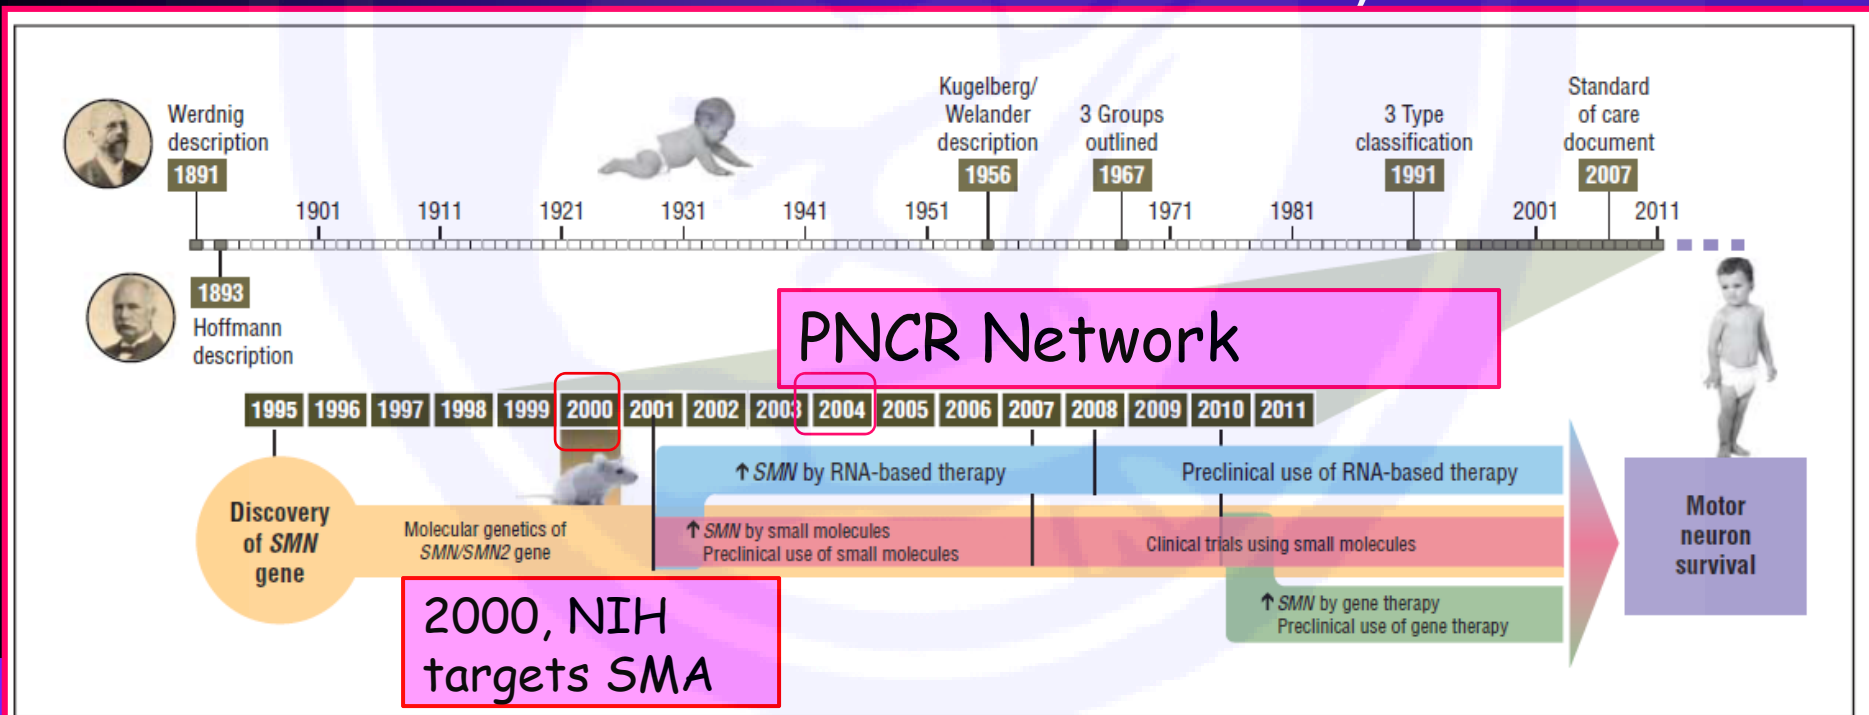 Werdnig
description
1891
Kugelberg/
Welander
description
1956
3 Groups
outlined
1967
3 Type
classification
1991
Standard
of care
document
2007
1901 1911 1921 1931 1941 1951 1971 1981 2001 2011
1893
Hoffmann
description
PNCR Network
1995 1996 1997 1998 1999 2000 2001 2002 2003 2004 2005 2006 2007 2008 2009 2010 2011
Discovery
of SMN
gene
Molecular genetics of
SMN/SMN2 gene
↑ SMN by RNA-based therapy
Preclinical use of RNA-based therapy
↑ SMN by small molecules
Preclinical use of small molecules
Clinical trials using small molecules
↑ SMN by gene therapy
Preclinical use of gene therapy
Motor
neuron
survival
2000, NIH
targets SMA